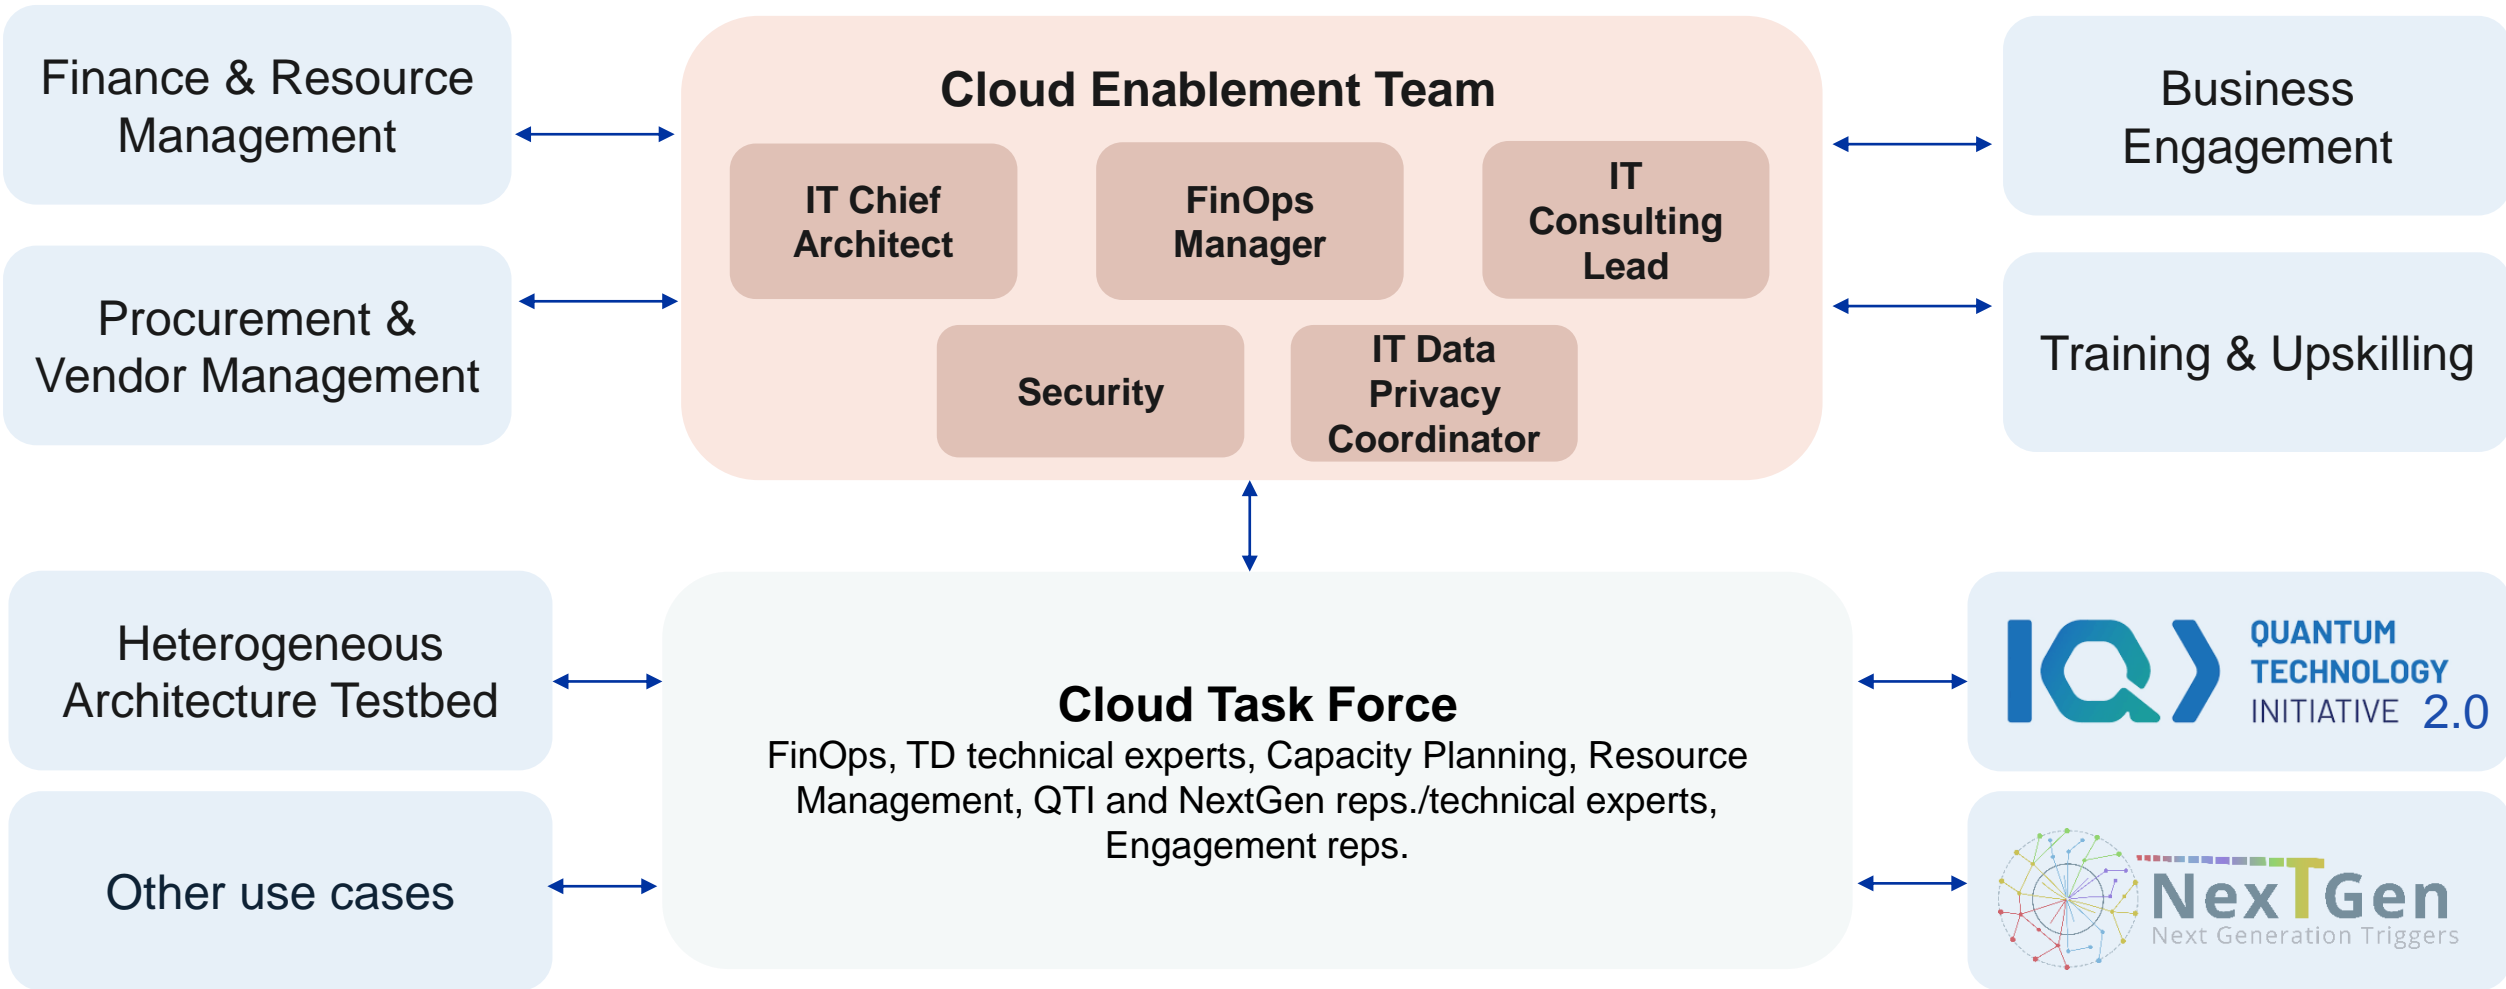 Finance & Resource
Management
Procurement &
Vendor Management
Cloud Enablement Team
IT Chief
Architect
FinOps
Manager
IT
Consulting
Lead
Security
IT Data
Privacy
Coordinator
Business
Engagement
Training & Upskilling
Heterogeneous
Architecture Testbed
Other use cases
Cloud Task Force
FinOps, TD technical experts, Capacity Planning, Resource
Management, QTI and NextGen reps./technical experts,
Engagement reps.
QUANTUM
TECHNOLOGY
INITIATIVE 2.0
NexTGen
Next Generation Triggers